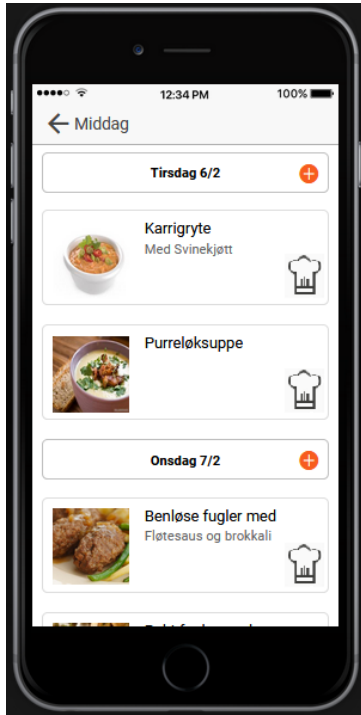 12:34 PM
100%
Middag
Tirsdag 6/2
Karrigryte
Med Svinekjøtt
Purreløksuppe
Onsdag 7/2
Benløse fugler med
Fløtesaus og brokkali